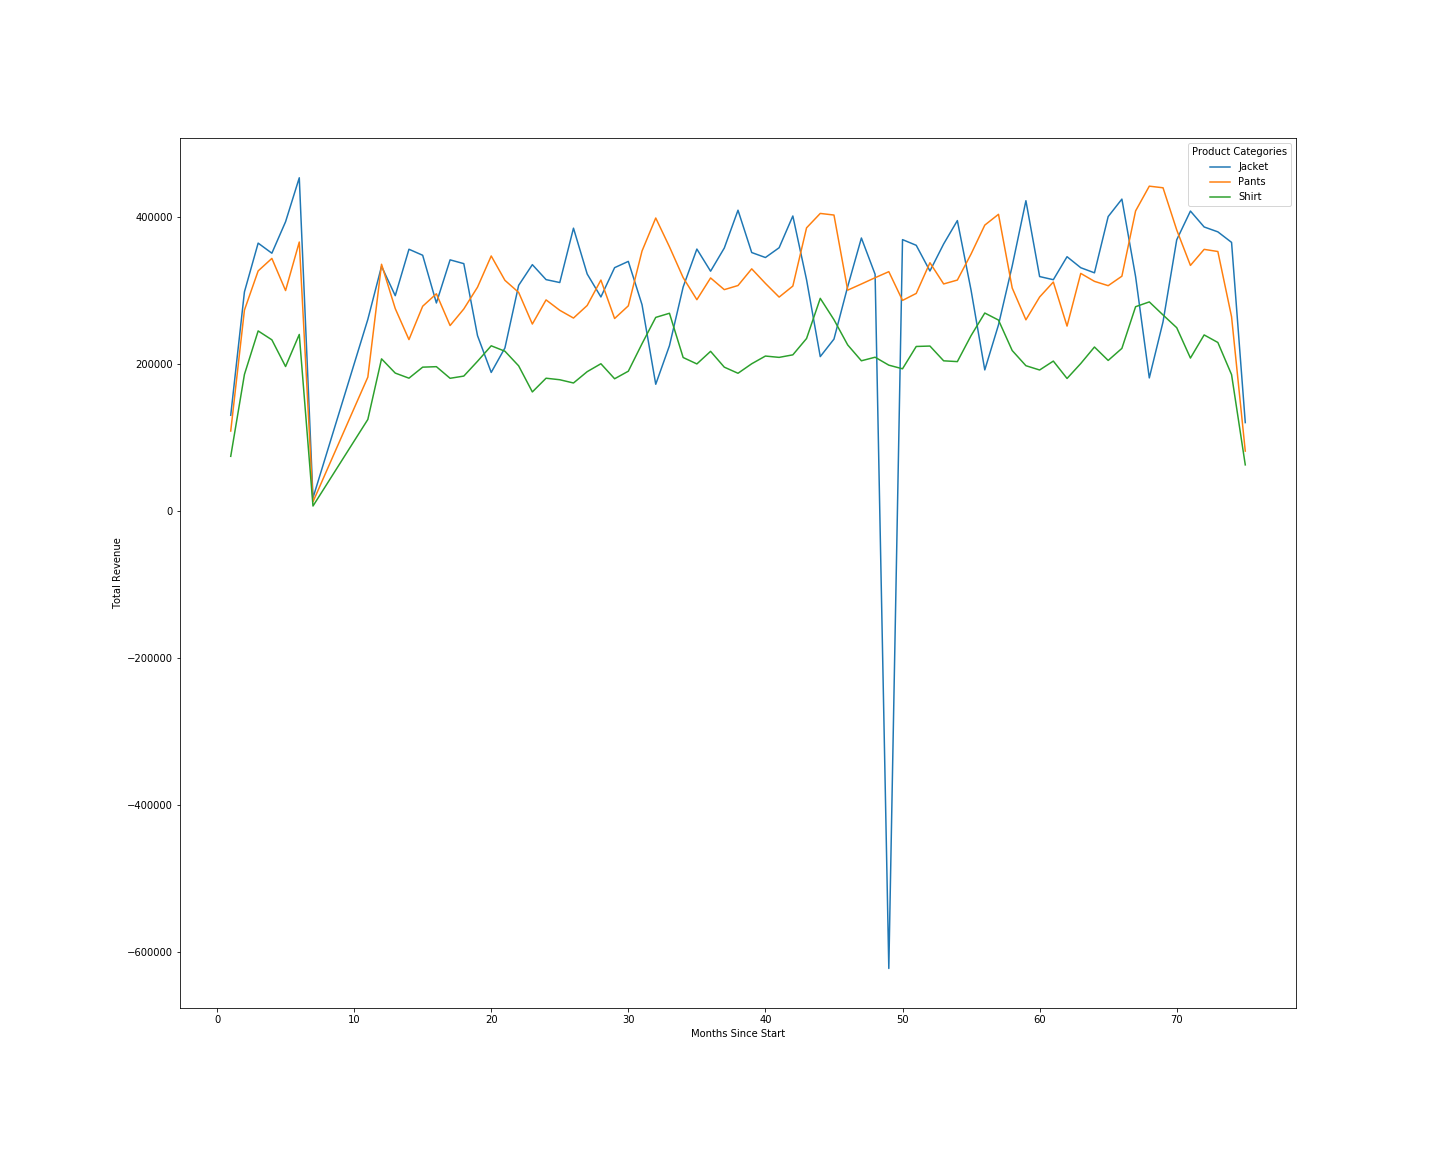 Product Categories
Jacket
Pants
Shirt
400000
200000
0
−200000
−400000
−600000
Total Revenue
0 10 20 30 40 50 60 70
Months Since Start